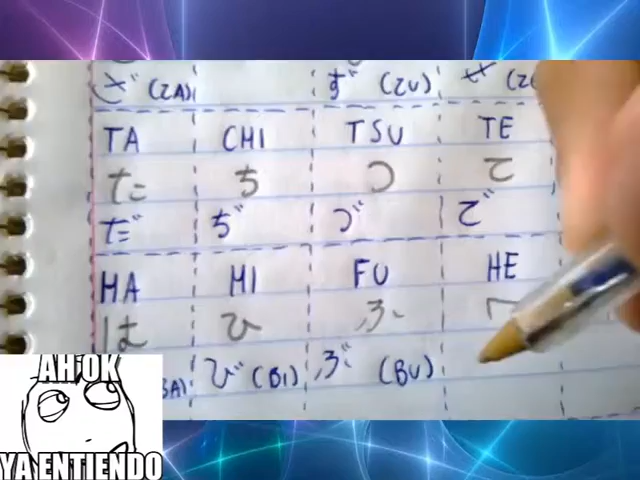 ざ (ZA) ず (ZU)
TA CHI TSU TE
た ち つ て
だ ぢ づ で
HA HI FU HE
は ひ ふ
び (BI) ぶ (BU)
AH OK
YA ENTIENDO